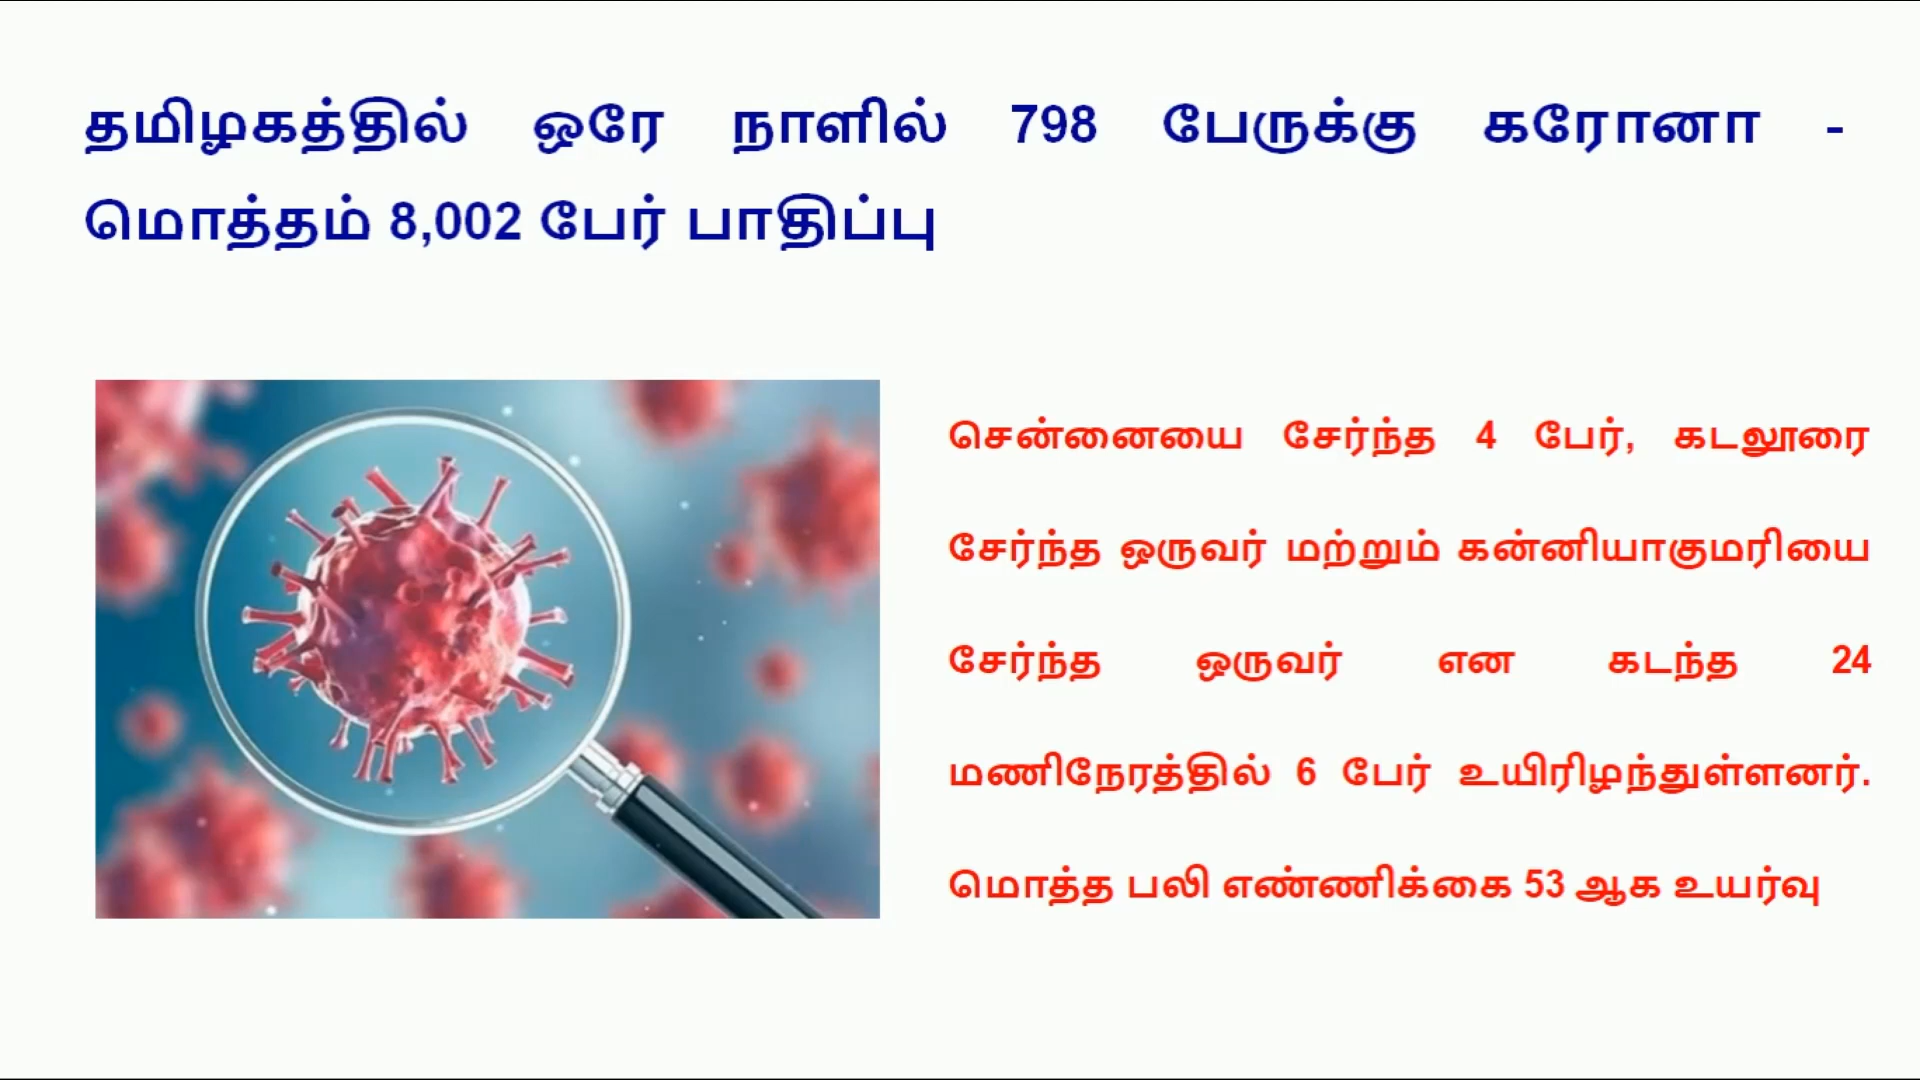 தமிழகத்தில் ஒரே நாளில் 798 பேருக்கு கரோனா -
மொத்தம் 8,002 பேர் பாதிப்பு
சென்னையை சேர்ந்த 4 பேர், கடலூரை
சேர்ந்த ஒருவர் மற்றும் கன்னியாகுமரியை
சேர்ந்த ஒருவர் என கடந்த 24
மணிநேரத்தில் 6 பேர் உயிரிழந்துள்ளனர்.
மொத்த பலி எண்ணிக்கை 53 ஆக உயர்வு